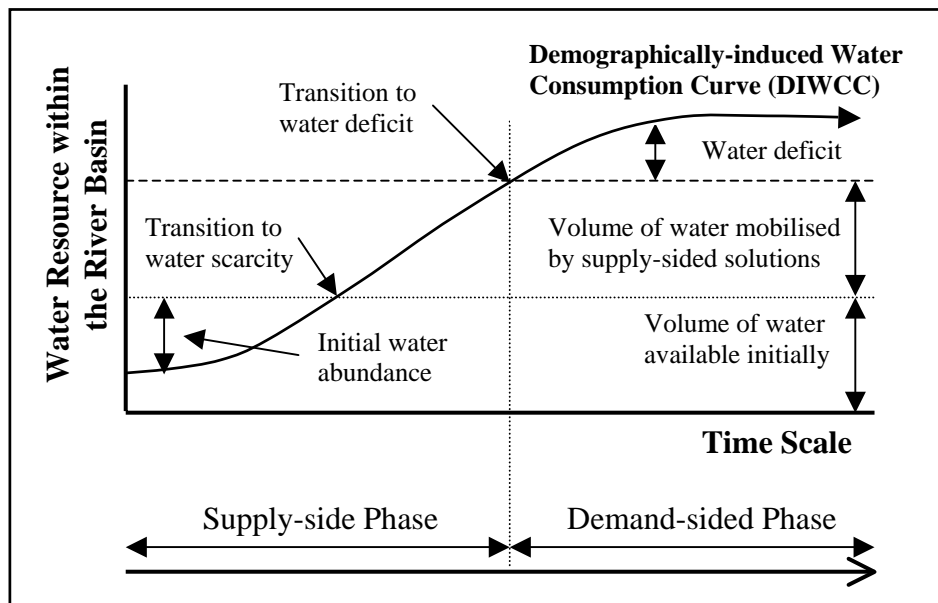 Demographically-induced Water
Consumption Curve (DIWCC)
Water Resource within
the River Basin
Transition to
water deficit
Water deficit
Transition to
water scarcity
Volume of water mobilised
by supply-sided solutions
Initial water
abundance
Volume of water
available initially
Time Scale
Supply-side Phase
Demand-sided Phase